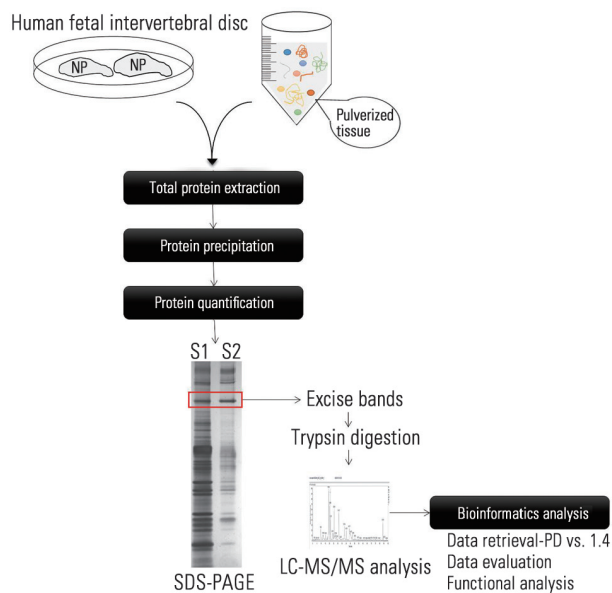 Human fetal intervertebral disc
NP
NP
Pulverized
tissue
Total protein extraction
Protein precipitation
Protein quantification
S1 S2
Excise bands
Trypsin digestion
LC-MS/MS analysis
Bioinformatics analysis
Data retrieval-PD vs. 1.4
Data evaluation
Functional analysis
SDS-PAGE